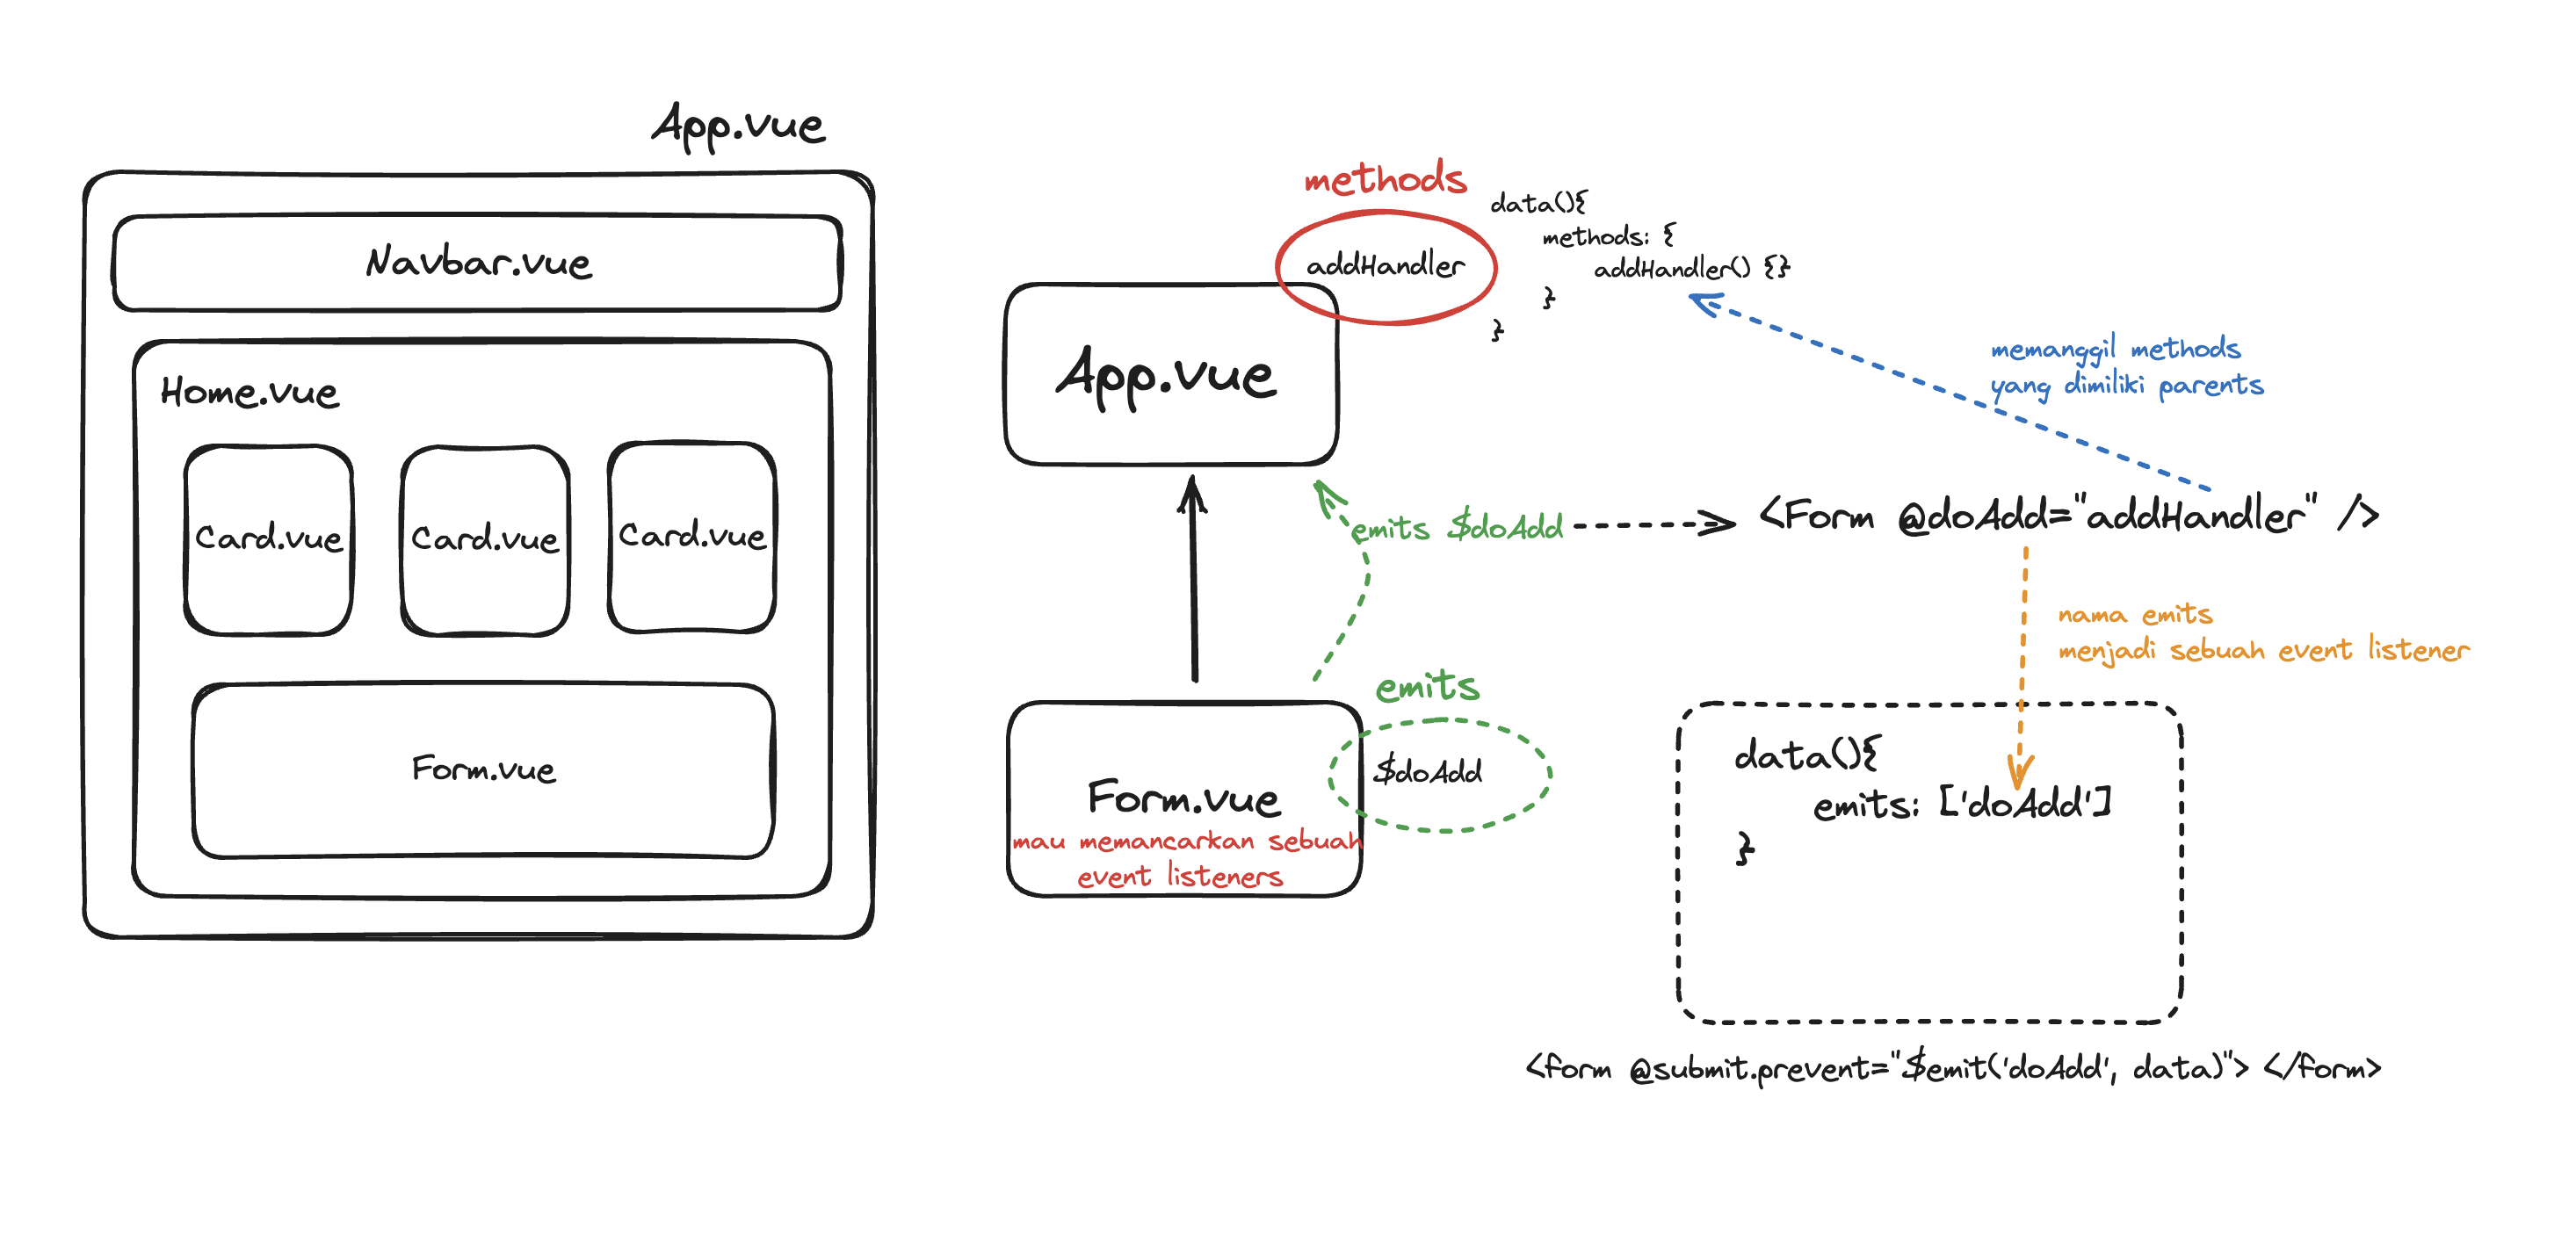 App.vue
Navbar.vue
Home.vue
Card.vue
Card.vue
Card.vue
Form.vue
methods
addHandler
data(){
methods: {
addHandler() {}
}
}
App.vue
memanggil methods
yang dimiliki parents
emits $doAdd
<Form @doAdd="addHandler" />
nama emits
menjadi sebuah event listener
emits
$doAdd
Form.vue
mau memancarkan sebuah
event listeners
data(){
emits: ['doAdd']
}
<form @submit.prevent="$emit('doAdd', data)"> </form>